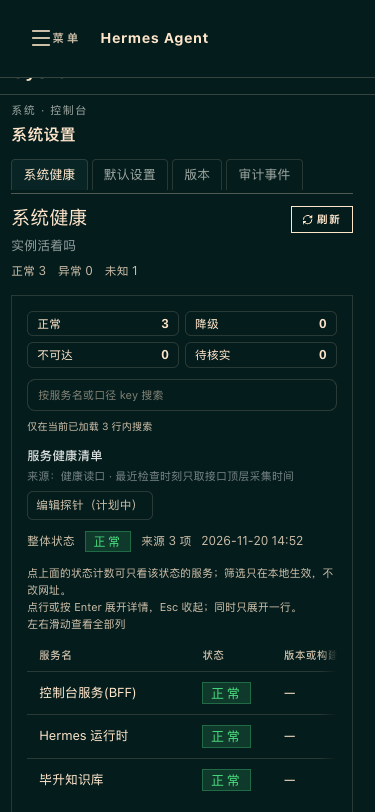 菜单 Hermes Agent
系统 · 控制台
系统设置
系统健康 默认设置 版本 审计事件
系统健康 刷新
实例活着吗
正常 3 异常 0 未知 1
正常 3 降级 0
不可达 0 待核实 0
按服务名或口径 key 搜索
仅在当前已加载 3 行内搜索
服务健康清单
来源：健康读口 · 最近检查时刻只取接口顶层采集时间
编辑探针（计划中）
整体状态 正常 来源 3 项 2026-11-20 14:52
点上面的状态计数可只看该状态的服务；筛选只在本地生效，不
改网址。
点行或按 Enter 展开详情，Esc 收起；同时只展开一行。
左右滑动查看全部列
服务名 状态 版本或构建
控制台服务(BFF) 正常 —
Hermes 运行时 正常 —
毕升知识库 正常 —